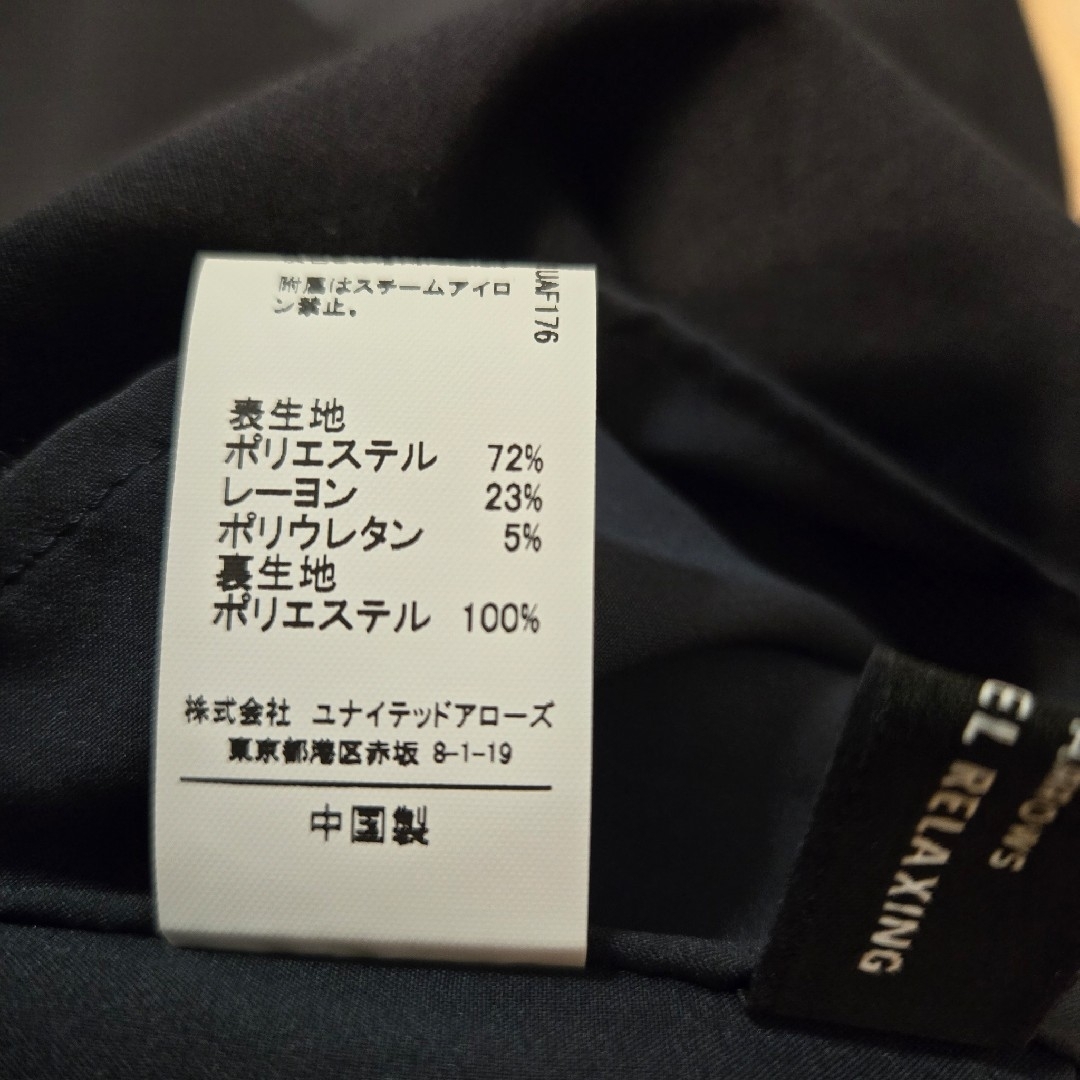 附属はスチームアイロ
ン禁止.
UAF176
表生地
ポリエステル 72%
レーヨン 23%
ポリウレタン 5%
裏生地
ポリエステル 100%
株式会社 ユナイテッドアローズ
東京都港区赤坂 8-1-19
中国製
ARROWS
EL RELAXING